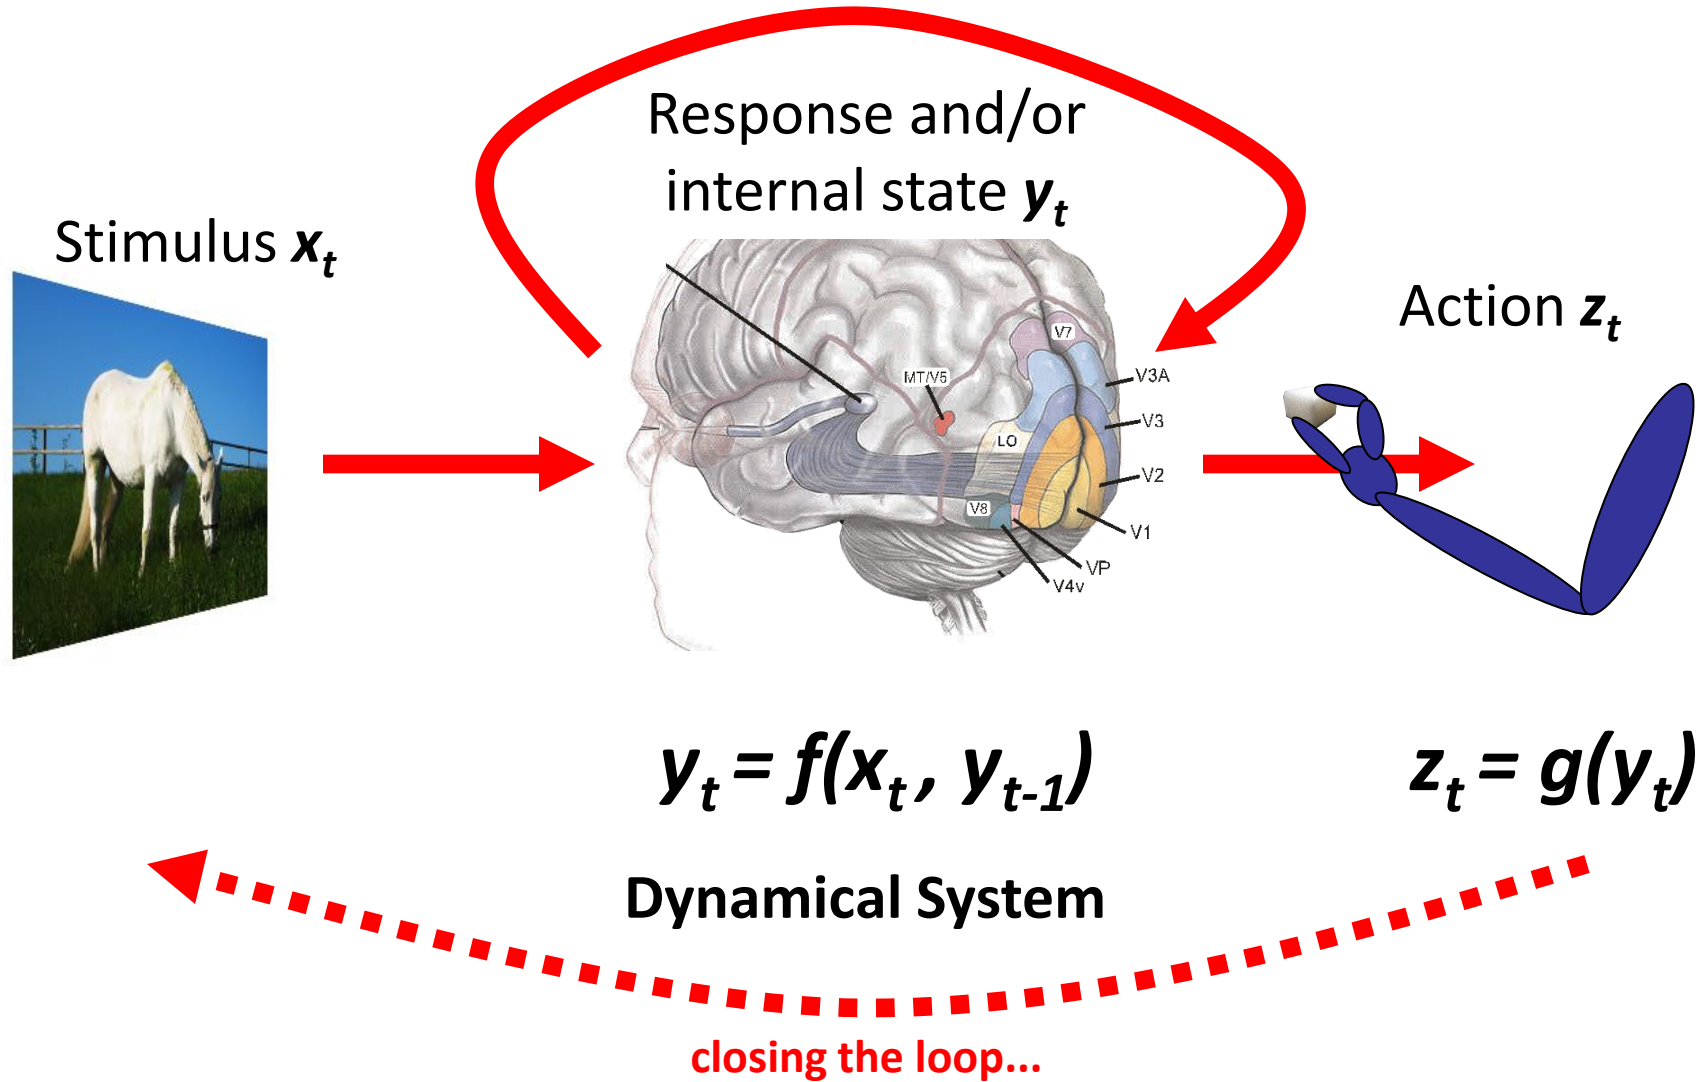 Response and/or
internal state yt
Stimulus xt
Action zt
V7
MT/V5
V3A
V3
LO
V2
V8
V1
VP
V4v
yt = f(xt , yt-1)
zt = g(yt)
Dynamical System
closing the loop...